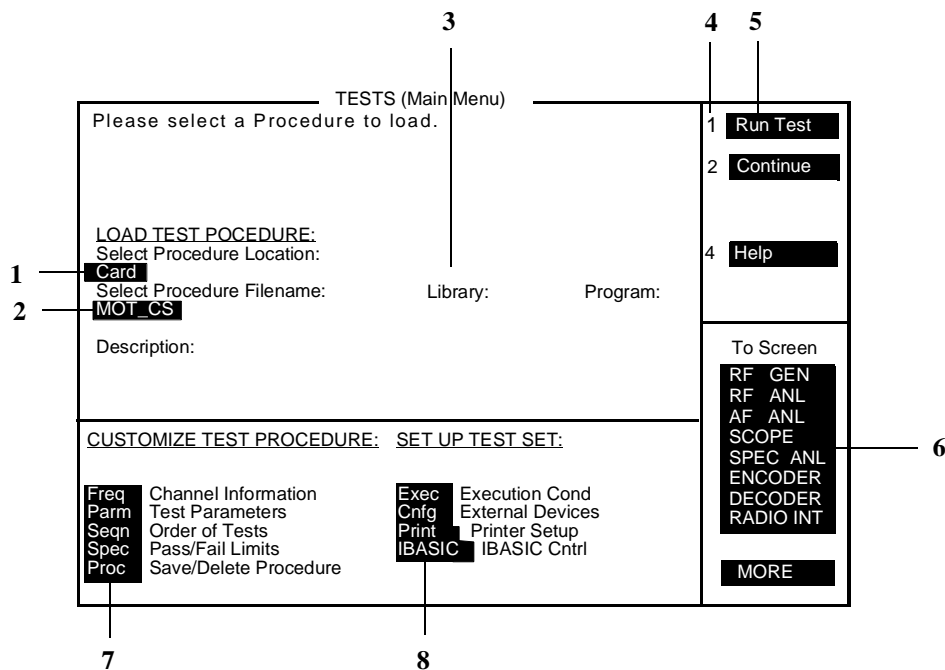 3 4 5
TESTS (Main Menu)
Please select a Procedure to load.
1 Run Test
2 Continue
LOAD TEST POCEDURE:
Select Procedure Location:
4 Help
1 Card
Select Procedure Filename: Library: Program:
2 MOT_CS
Description:
To Screen
RF GEN
RF ANL
AF ANL
SCOPE
SPEC ANL
ENCODER
DECODER
RADIO INT
6
MORE
CUSTOMIZE TEST PROCEDURE: SET UP TEST SET:
Freq Channel Information Exec Execution Cond
Parm Test Parameters Cnfg External Devices
Seqn Order of Tests Print Printer Setup
Spec Pass/Fail Limits IBASIC IBASIC Cntrl
Proc Save/Delete Procedure
7 8